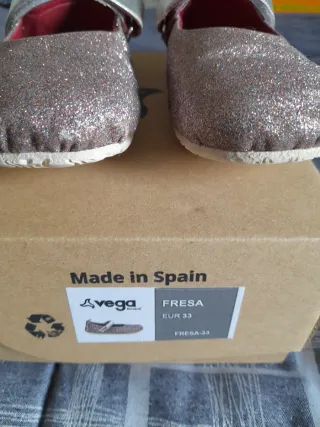 Made in Spain
vega
FRESA
EUR 33
FRESA-33